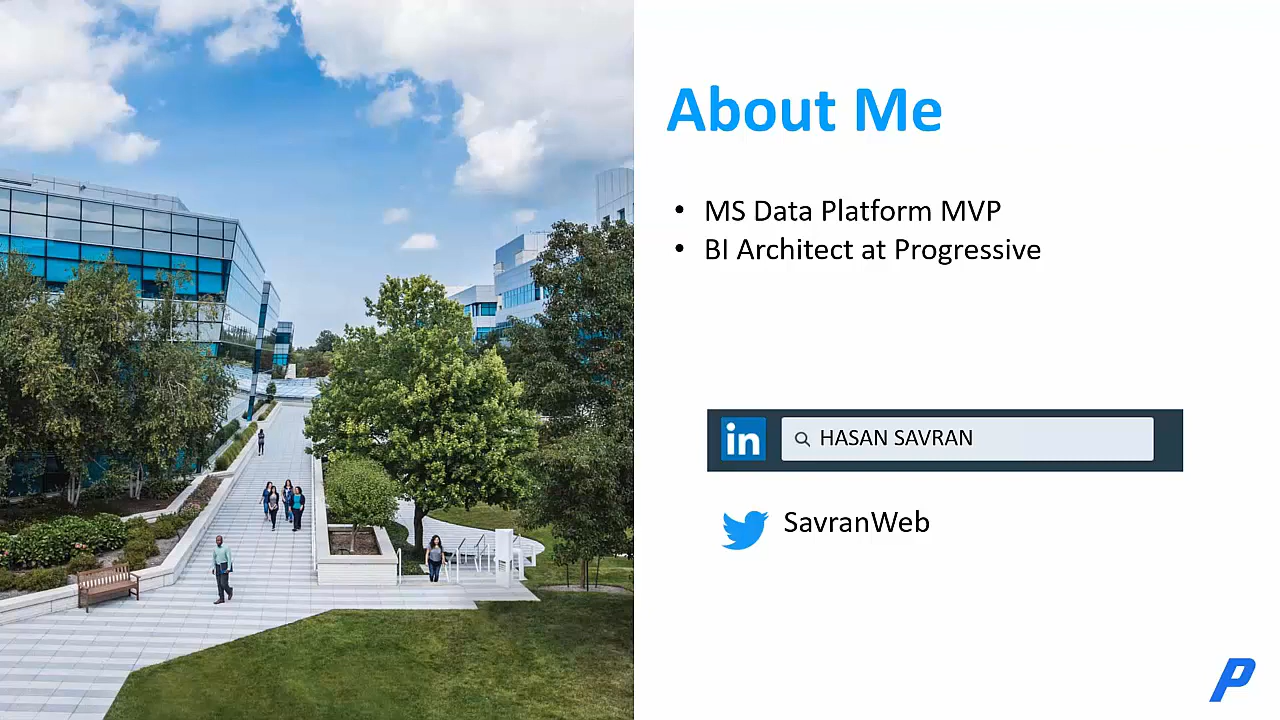 About Me
• MS Data Platform MVP
• BI Architect at Progressive
in HASAN SAVRAN
SavranWeb
P